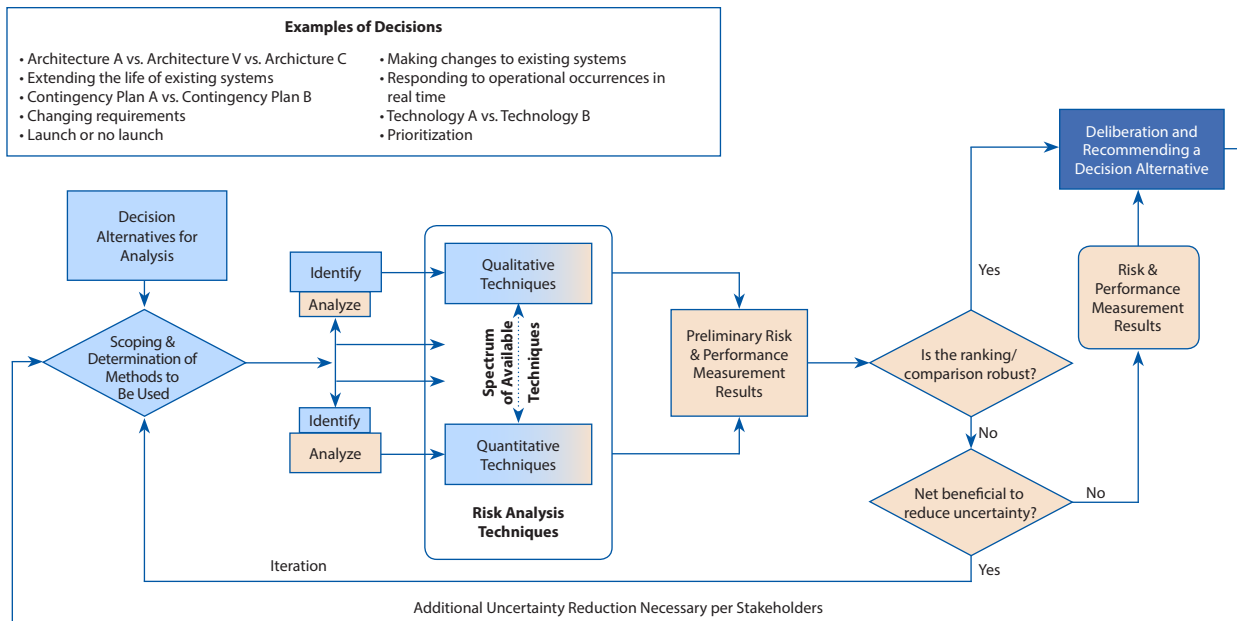 Examples of Decisions
• Architecture A vs. Architecture V vs. Archicture C
• Extending the life of existing systems
• Contingency Plan A vs. Contingency Plan B
• Changing requirements
• Launch or no launch
• Making changes to existing systems
• Responding to operational occurrences in
real time
• Technology A vs. Technology B
• Prioritization
Deliberation and
Recommending a
Decision Alternative
Decision
Alternatives for
Analysis
Scoping &
Determination of
Methods to
Be Used
Identify
Analyze
Identify
Analyze
Qualitative
Techniques
Spectrum
of Available
Techniques
Quantitative
Techniques
Risk Analysis
Techniques
Preliminary Risk
& Performance
Measurement
Results
Is the ranking/
comparison robust?
Yes
No
Net beneficial to
reduce uncertainty?
No
Yes
Risk &
Performance
Measurement
Results
Iteration
Additional Uncertainty Reduction Necessary per Stakeholders